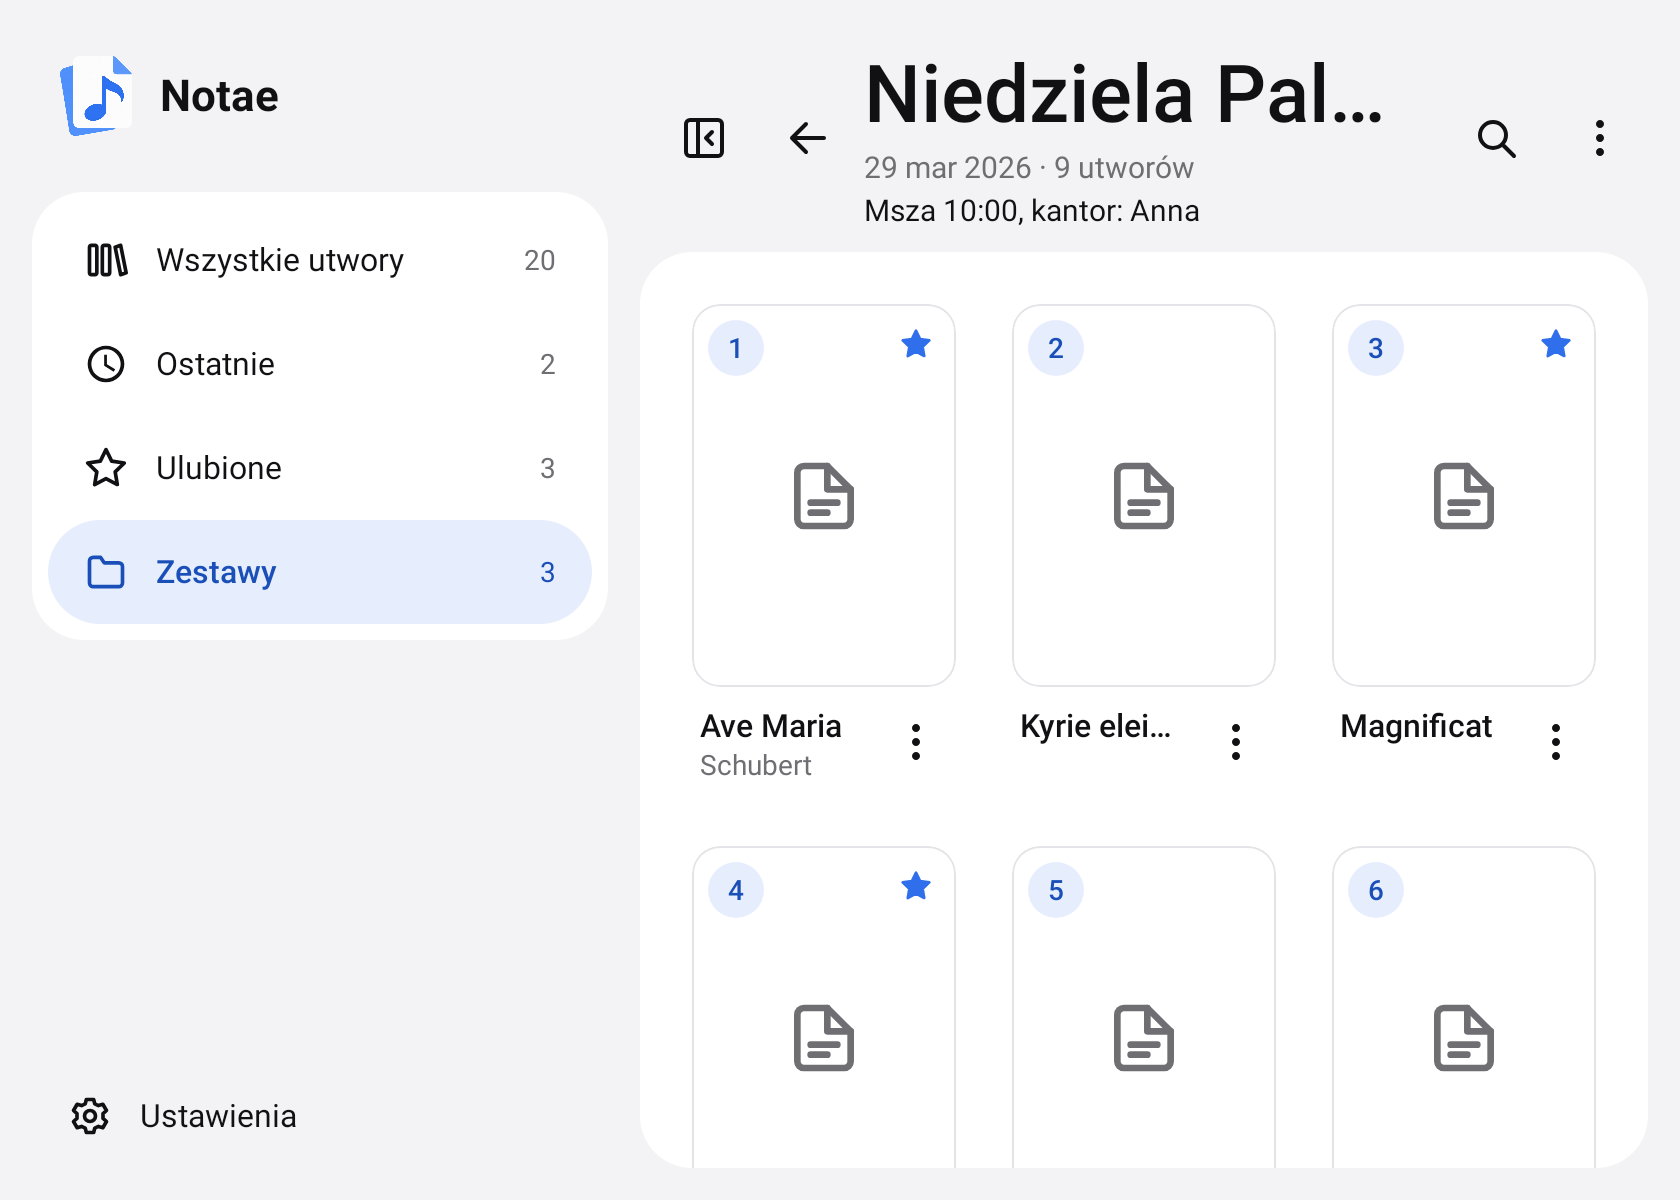 Notae
Wszystkie utwory 20
Ostatnie 2
Ulubione 3
Zestawy 3
Ustawienia
Niedziela Pal...
29 mar 2026 · 9 utworów
Msza 10:00, kantor: Anna
1 2 3
Ave Maria Kyrie elei... Magnificat
Schubert
4 5 6